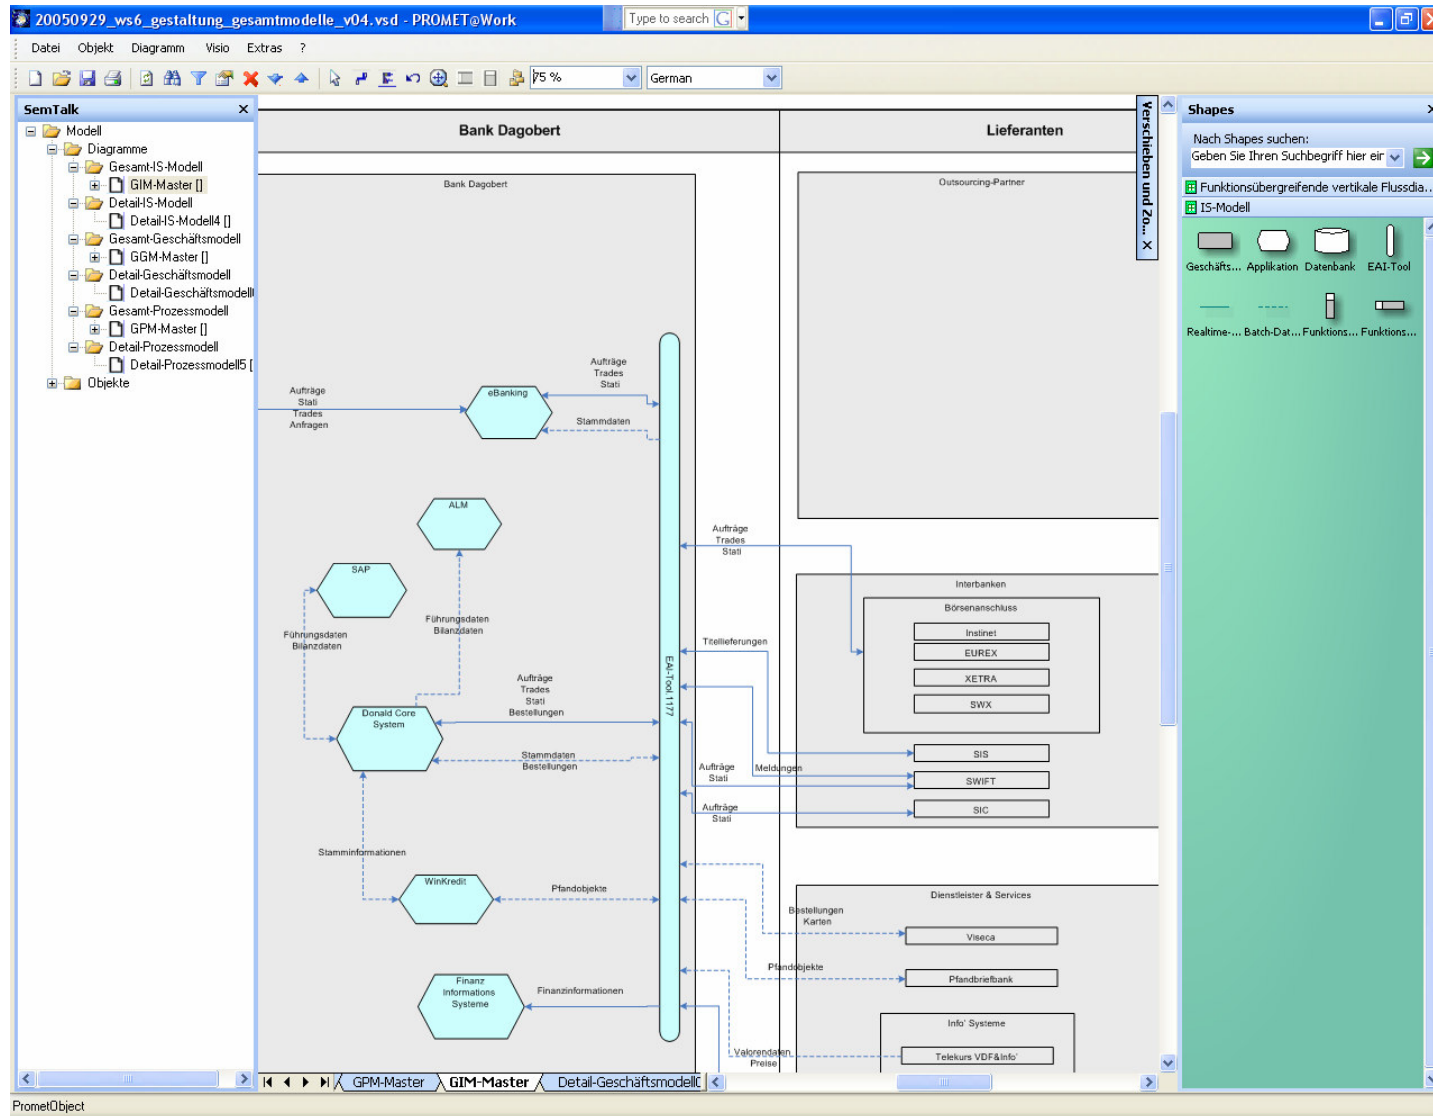 20050929_ws6_gestaltung_gesamtmodelle_v04.vsd - PROMET@Work
Type to search
Datei Objekt Diagramm Visio Extras ?
75 %
German
SemTalk
Modell
Diagramme
Gesamt-IS-Modell
GIM-Master []
Detail-IS-Modell
Detail-IS-Modell4 []
Gesamt-Geschäftsmodell
GGM-Master []
Detail-Geschäftsmodell
Detail-Geschäftsmodell
Gesamt-Prozessmodell
GPM-Master []
Detail-Prozessmodell
Detail-Prozessmodell5 [
Objekte
Bank Dagobert
Lieferanten
Bank Dagobert
Outsourcing-Partner
Aufträge
Trades
Stati
Aufträge
Stati
Trades
Anfragen
eBanking
Stammdaten
ALM
Aufträge
Trades
Stati
SAP
Führungsdaten
Bilanzdaten
Führungsdaten
Bilanzdaten
Interbanken
Börsenanschluss
Instinet
EUREX
XETRA
SWX
Titellieferungen
EAI-Tool.1177
Aufträge
Trades
Stati
Bestellungen
Donald Core
System
Stammdaten
Bestellungen
SIS
Aufträge
Stati
Meldungen
SWIFT
Aufträge
Stati
SIC
Stamminformationen
WinKredit
Pfandobjekte
Dienstleister & Services
Bestellungen
Karten
Viseca
Pfandobjekte
Pfandbriefbank
Finanz
Informations
Systeme
Finanzinformationen
Info' Systeme
Valorendaten
Preise
Telekurs VDF&Info'
GPM-Master
GIM-Master
Detail-Geschäftsmodell
Verschieben und Zo...
Shapes
Nach Shapes suchen:
Geben Sie Ihren Suchbegriff hier eir
Funktionsübergreifende vertikale Flussdia...
IS-Modell
Geschäfts... Applikation Datenbank EAI-Tool
Realtime-... Batch-Dat... Funktions... Funktions...
PrometObject